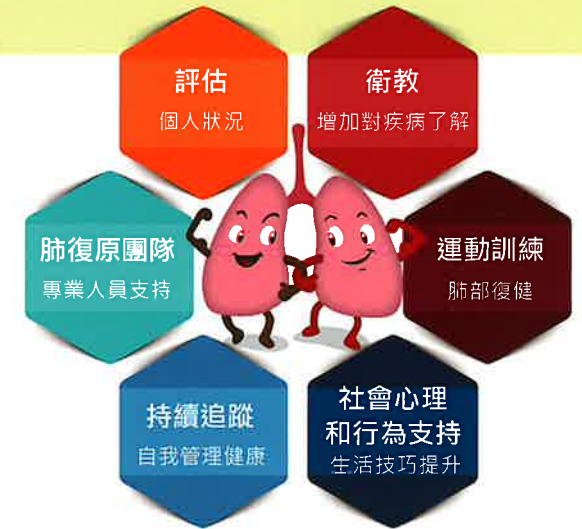 評估
個人狀況
衛教
增加對疾病了解
肺復原團隊
專業人員支持
運動訓練
肺部復健
持續追蹤
自我管理健康
社會心理
和行為支持
生活技巧提升